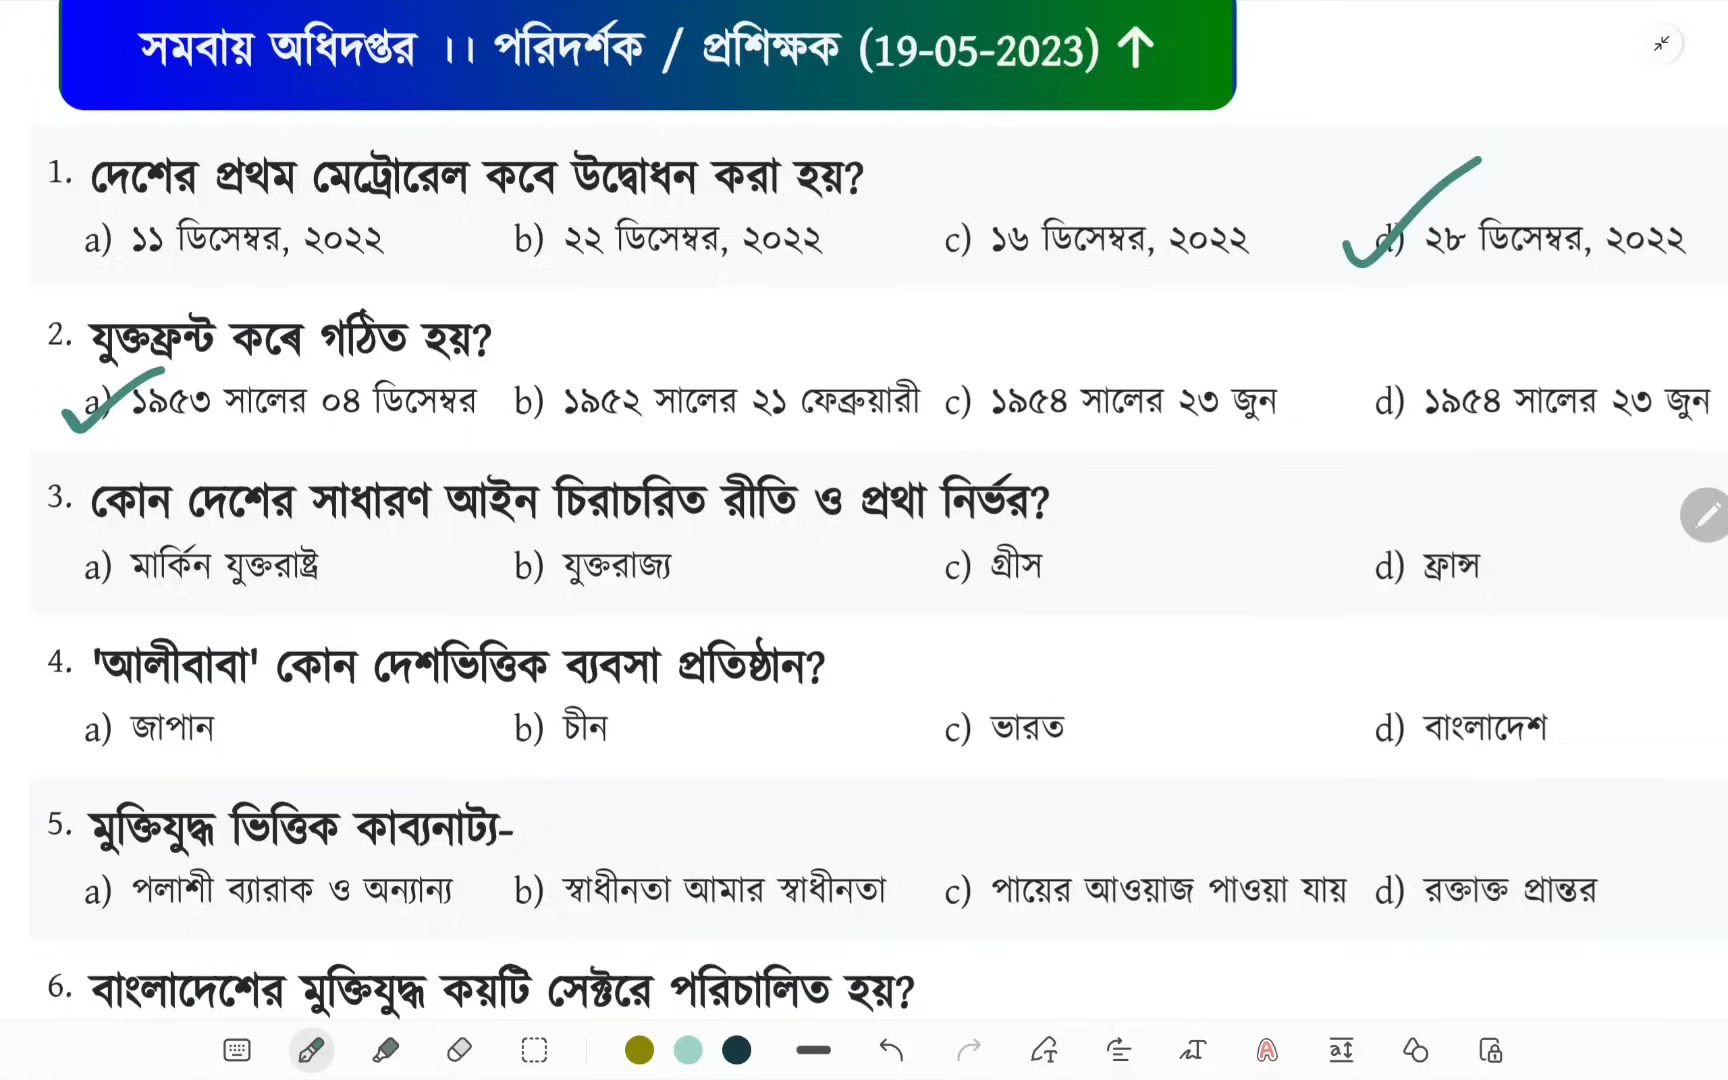 সমবায় অধিদপ্তর ।। পরিদর্শক / প্রশিক্ষক (19-05-2023) ↑
1. দেশের প্রথম মেট্রোরেল কবে উদ্বোধন করা হয়?
a) ১১ ডিসেম্বর, ২০২২ b) ২২ ডিসেম্বর, ২০২২ c) ১৬ ডিসেম্বর, ২০২২ d) ২৮ ডিসেম্বর, ২০২২
2. যুক্তফ্রন্ট কবে গঠিত হয়?
a) ১৯৫৩ সালের ০৪ ডিসেম্বর b) ১৯৫২ সালের ২১ ফেব্রুয়ারী c) ১৯৫৪ সালের ২৩ জুন d) ১৯৫৪ সালের ২৩ জুন
3. কোন দেশের সাধারণ আইন চিরাচরিত রীতি ও প্রথা নির্ভর?
a) মার্কিন যুক্তরাষ্ট্র b) যুক্তরাজ্য c) গ্রীস d) ফ্রান্স
4. 'আলীবাবা' কোন দেশভিত্তিক ব্যবসা প্রতিষ্ঠান?
a) জাপান b) চীন c) ভারত d) বাংলাদেশ
5. মুক্তিযুদ্ধ ভিত্তিক কাব্যনাট্য-
a) পলাশী ব্যারাক ও অন্যান্য b) স্বাধীনতা আমার স্বাধীনতা c) পায়ের আওয়াজ পাওয়া যায় d) রক্তাক্ত প্রান্তর
6. বাংলাদেশের মুক্তিযুদ্ধ কয়টি সেক্টরে পরিচালিত হয়?